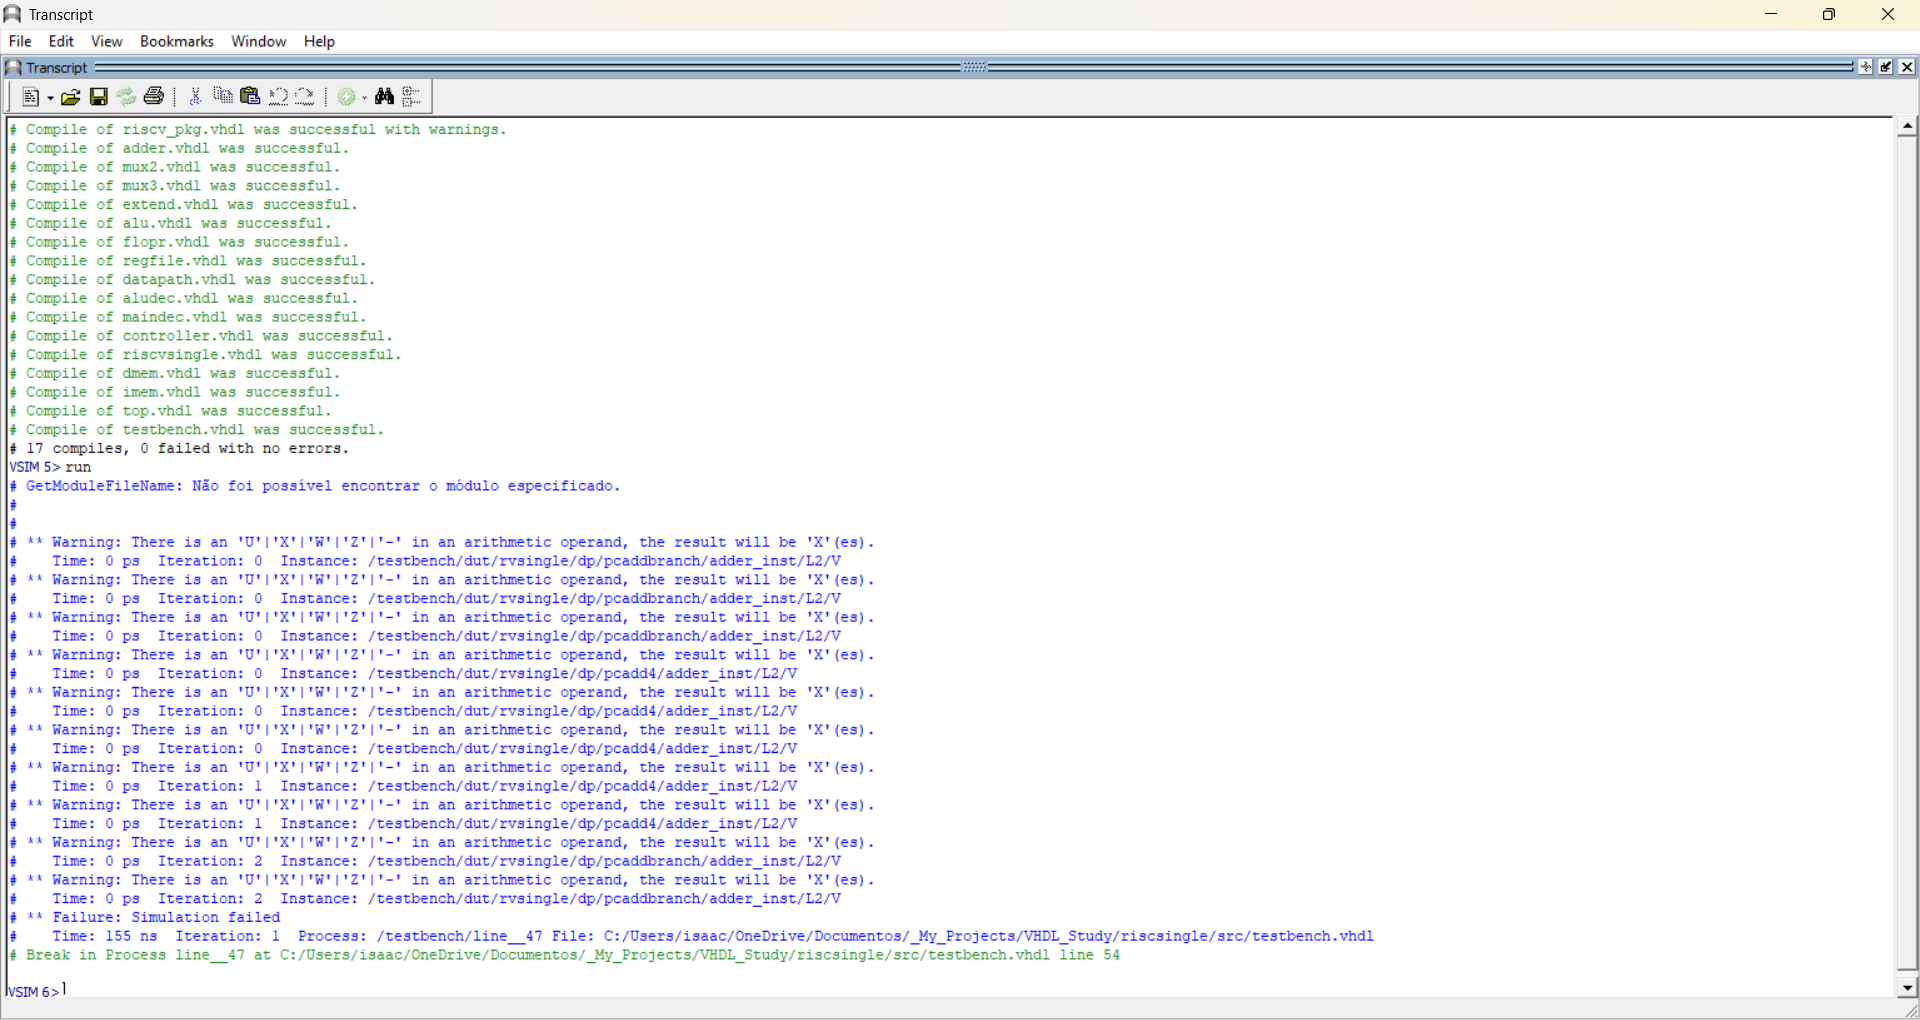 Transcript
File Edit View Bookmarks Window Help
Transcript
# Compile of riscv_pkg.vhdl was successful with warnings.
# Compile of adder.vhdl was successful.
# Compile of mux2.vhdl was successful.
# Compile of mux3.vhdl was successful.
# Compile of extend.vhdl was successful.
# Compile of alu.vhdl was successful.
# Compile of flopr.vhdl was successful.
# Compile of regfile.vhdl was successful.
# Compile of datapath.vhdl was successful.
# Compile of aludec.vhdl was successful.
# Compile of maindec.vhdl was successful.
# Compile of controller.vhdl was successful.
# Compile of riscvsingle.vhdl was successful.
# Compile of dmem.vhdl was successful.
# Compile of imem.vhdl was successful.
# Compile of top.vhdl was successful.
# Compile of testbench.vhdl was successful.
# 17 compiles, 0 failed with no errors.
VSIM 5> run
# GetModuleFileName: Não foi possível encontrar o módulo especificado.
#
#
# ** Warning: There is an 'U'|'X'|'W'|'Z'|'-' in an arithmetic operand, the result will be 'X'(es).
#    Time: 0 ps  Iteration: 0  Instance: /testbench/dut/rvsingle/dp/pcaddbranch/adder_inst/L2/V
# ** Warning: There is an 'U'|'X'|'W'|'Z'|'-' in an arithmetic operand, the result will be 'X'(es).
#    Time: 0 ps  Iteration: 0  Instance: /testbench/dut/rvsingle/dp/pcaddbranch/adder_inst/L2/V
# ** Warning: There is an 'U'|'X'|'W'|'Z'|'-' in an arithmetic operand, the result will be 'X'(es).
#    Time: 0 ps  Iteration: 0  Instance: /testbench/dut/rvsingle/dp/pcaddbranch/adder_inst/L2/V
# ** Warning: There is an 'U'|'X'|'W'|'Z'|'-' in an arithmetic operand, the result will be 'X'(es).
#    Time: 0 ps  Iteration: 0  Instance: /testbench/dut/rvsingle/dp/pcadd4/adder_inst/L2/V
# ** Warning: There is an 'U'|'X'|'W'|'Z'|'-' in an arithmetic operand, the result will be 'X'(es).
#    Time: 0 ps  Iteration: 0  Instance: /testbench/dut/rvsingle/dp/pcadd4/adder_inst/L2/V
# ** Warning: There is an 'U'|'X'|'W'|'Z'|'-' in an arithmetic operand, the result will be 'X'(es).
#    Time: 0 ps  Iteration: 0  Instance: /testbench/dut/rvsingle/dp/pcadd4/adder_inst/L2/V
# ** Warning: There is an 'U'|'X'|'W'|'Z'|'-' in an arithmetic operand, the result will be 'X'(es).
#    Time: 0 ps  Iteration: 1  Instance: /testbench/dut/rvsingle/dp/pcadd4/adder_inst/L2/V
# ** Warning: There is an 'U'|'X'|'W'|'Z'|'-' in an arithmetic operand, the result will be 'X'(es).
#    Time: 0 ps  Iteration: 1  Instance: /testbench/dut/rvsingle/dp/pcadd4/adder_inst/L2/V
# ** Warning: There is an 'U'|'X'|'W'|'Z'|'-' in an arithmetic operand, the result will be 'X'(es).
#    Time: 0 ps  Iteration: 2  Instance: /testbench/dut/rvsingle/dp/pcaddbranch/adder_inst/L2/V
# ** Warning: There is an 'U'|'X'|'W'|'Z'|'-' in an arithmetic operand, the result will be 'X'(es).
#    Time: 0 ps  Iteration: 2  Instance: /testbench/dut/rvsingle/dp/pcaddbranch/adder_inst/L2/V
# ** Failure: Simulation failed
#    Time: 155 ns  Iteration: 1  Process: /testbench/line__47 File: C:/Users/isaac/OneDrive/Documentos/_My_Projects/VHDL_Study/riscsingle/src/testbench.vhdl
# Break in Process line__47 at C:/Users/isaac/OneDrive/Documentos/_My_Projects/VHDL_Study/riscsingle/src/testbench.vhdl line 54
VSIM 6>